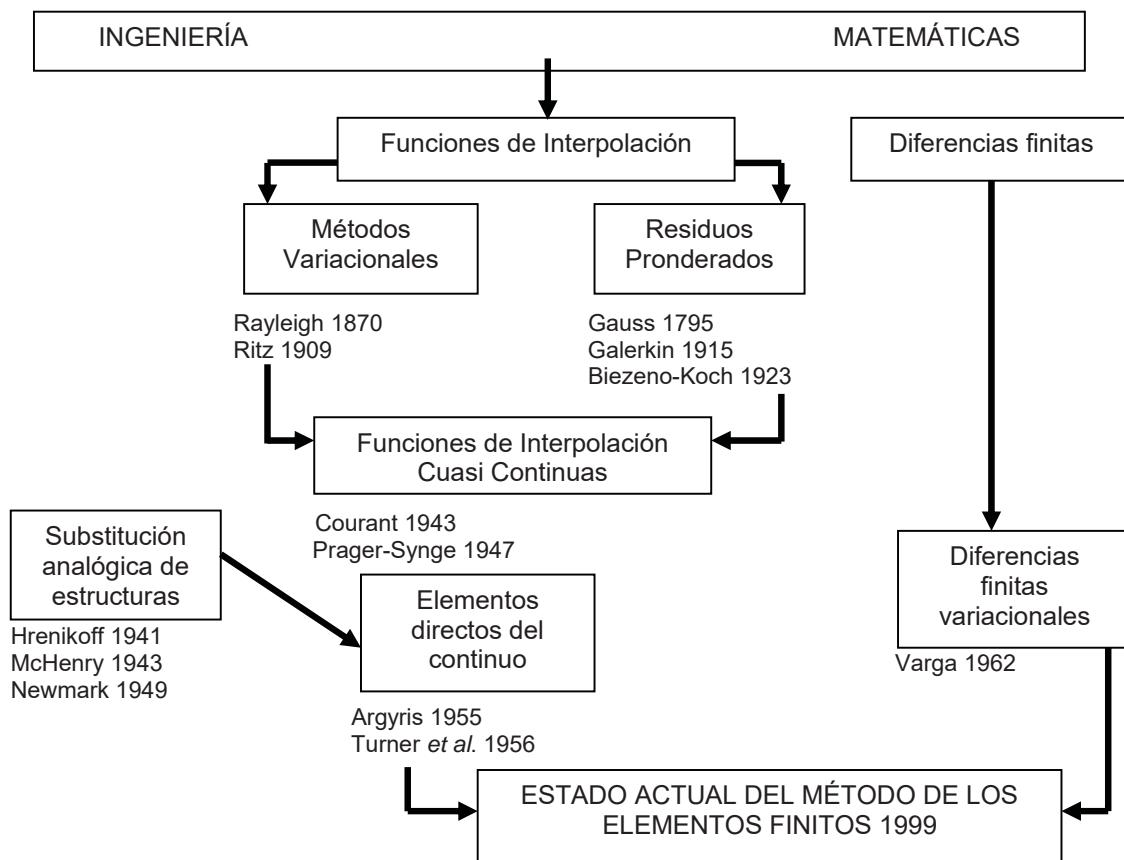 INGENIERÍA MATEMÁTICAS
Funciones de Interpolación
Diferencias finitas
Métodos
Variacionales
Residuos
Pronderados
Rayleigh 1870
Ritz 1909
Gauss 1795
Galerkin 1915
Biezeno-Koch 1923
Funciones de Interpolación
Cuasi Continuas
Courant 1943
Prager-Synge 1947
Substitución
analógica de
estructuras
Hrenikoff 1941
McHenry 1943
Newmark 1949
Elementos
directos del
continuo
Argyris 1955
Turner et al. 1956
Diferencias
finitas
variacionales
Varga 1962
ESTADO ACTUAL DEL MÉTODO DE LOS
ELEMENTOS FINITOS 1999